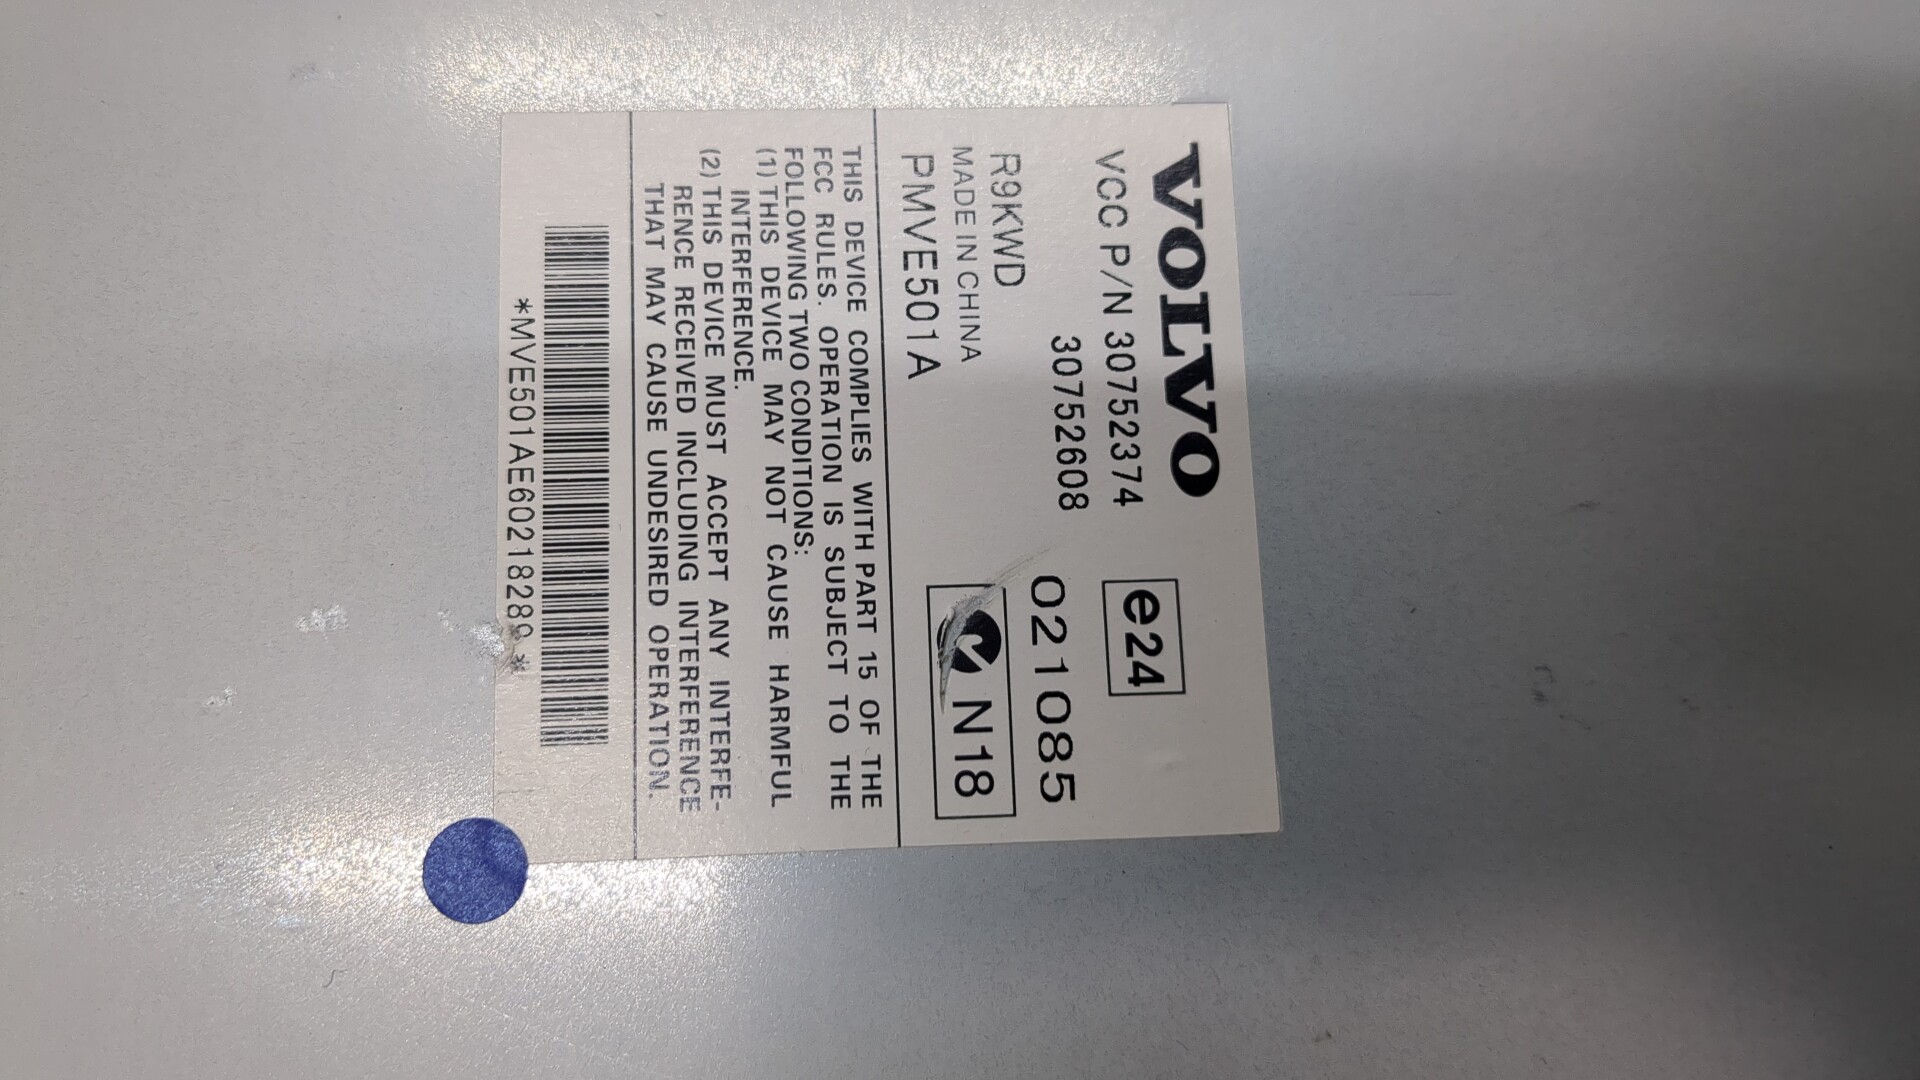 VOLVO
VCC P/N 30752374
30752608
e24
021085
R9KWD
MADE IN CHINA
PMVE501A
N18
THIS DEVICE COMPLIES WITH PART 15 OF THE
FCC RULES. OPERATION IS SUBJECT TO THE
FOLLOWING TWO CONDITIONS:
(1) THIS DEVICE MAY NOT CAUSE HARMFUL
INTERFERENCE.
(2) THIS DEVICE MUST ACCEPT ANY INTERFE-
RENCE RECEIVED INCLUDING INTERFERENCE
THAT MAY CAUSE UNDESIRED OPERATION.